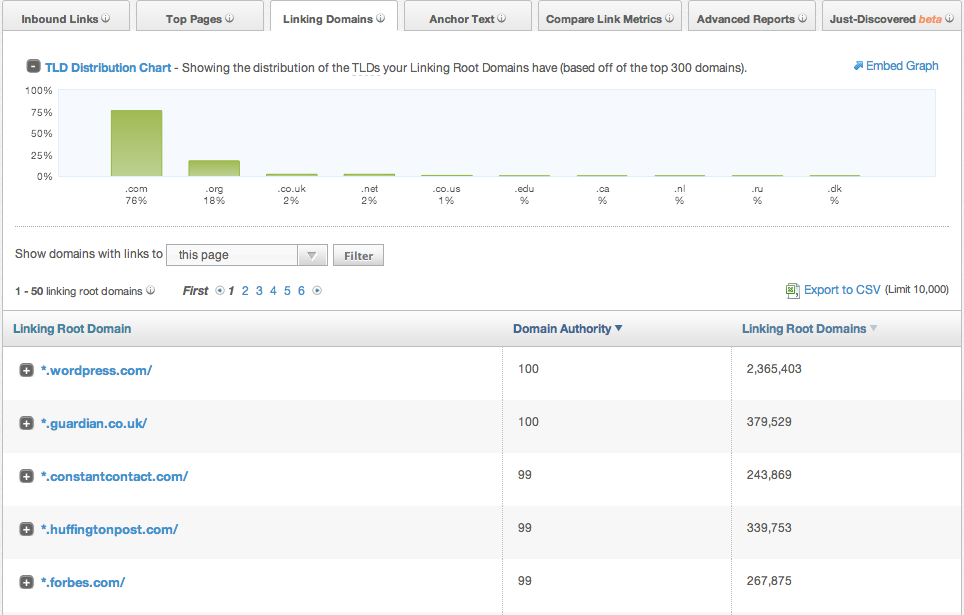 Inbound Links Top Pages Linking Domains Anchor Text Compare Link Metrics Advanced Reports Just-Discovered beta
TLD Distribution Chart - Showing the distribution of the TLDs your Linking Root Domains have (based off of the top 300 domains). Embed Graph
100%
75%
50%
25%
0%
.com .org .co.uk .net .co.us .edu .ca .nl .ru .dk
76% 18% 2% 2% 1% % % % % %
Show domains with links to this page Filter
1 - 50 linking root domains First 1 2 3 4 5 6 Export to CSV (Limit 10,000)
Linking Root Domain Domain Authority Linking Root Domains
*.wordpress.com/ 100 2,365,403
*.guardian.co.uk/ 100 379,529
*.constantcontact.com/ 99 243,869
*.huffingtonpost.com/ 99 339,753
*.forbes.com/ 99 267,875